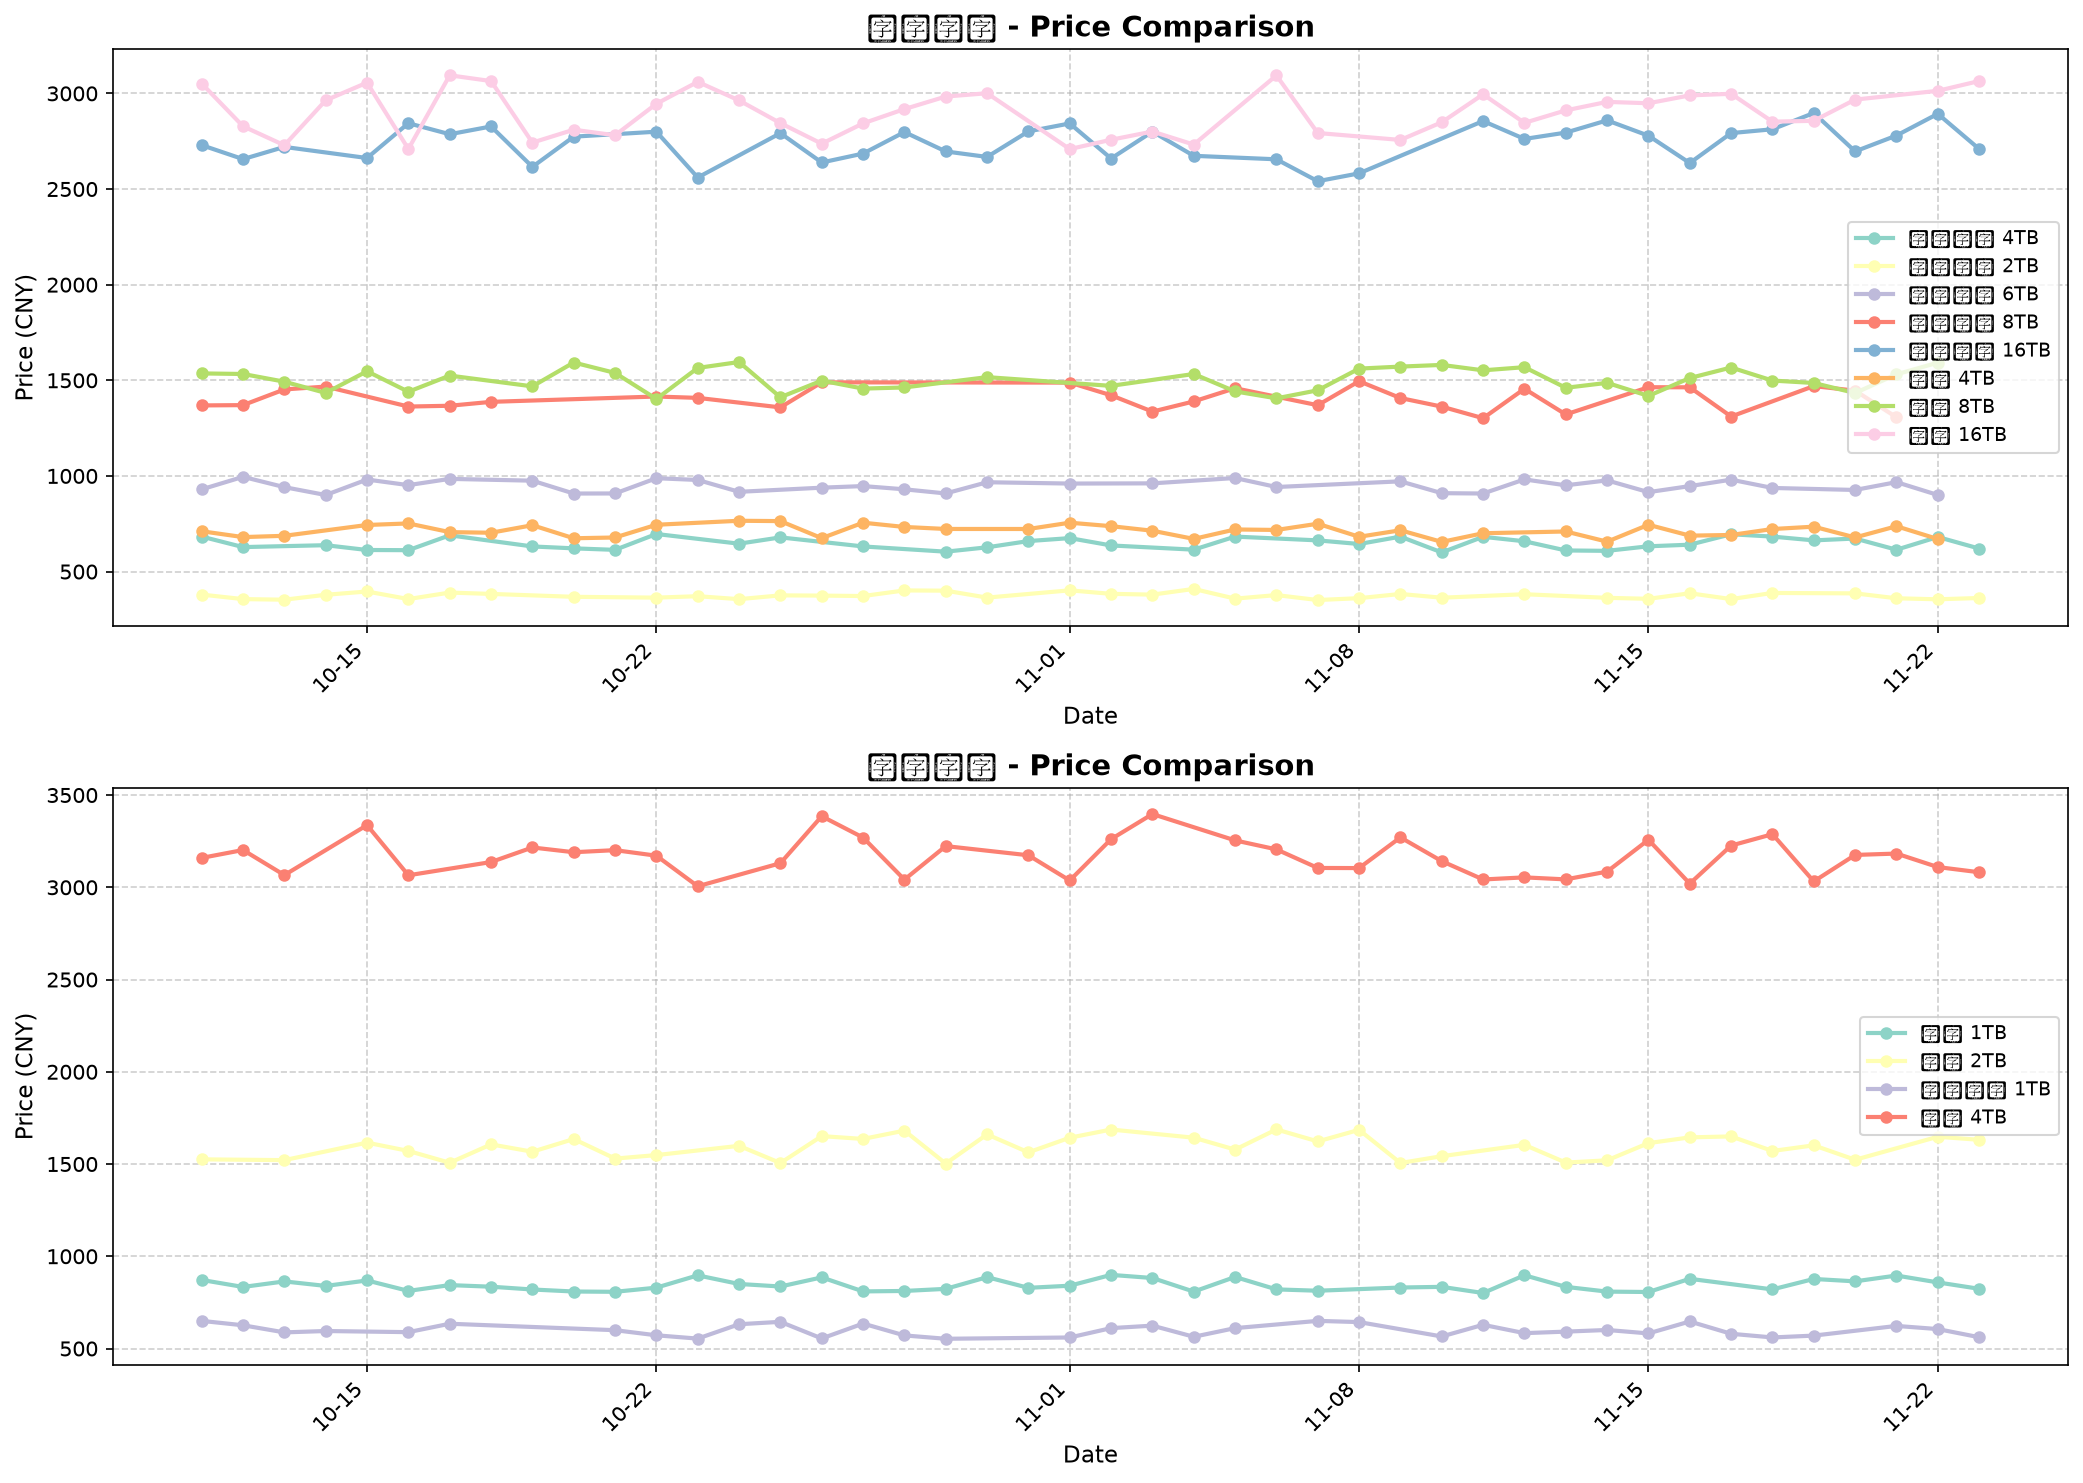 - Price Comparison
3000
2500
2000
1500
1000
500
Price (CNY)
4TB
2TB
6TB
8TB
16TB
4TB
8TB
16TB
10-15
10-22
11-01
11-08
11-15
11-22
Date
- Price Comparison
3500
3000
2500
2000
1500
1000
500
Price (CNY)
1TB
2TB
1TB
4TB
10-15
10-22
11-01
11-08
11-15
11-22
Date